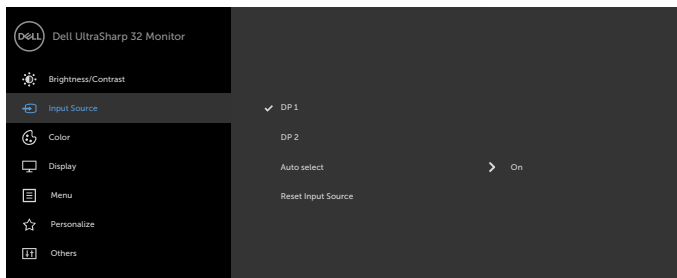 DELL Dell UltraSharp 32 Monitor
Brightness/Contrast
Input Source
DP 1
Color
DP 2
Display
Auto select On
Menu
Reset Input Source
Personalize
Others